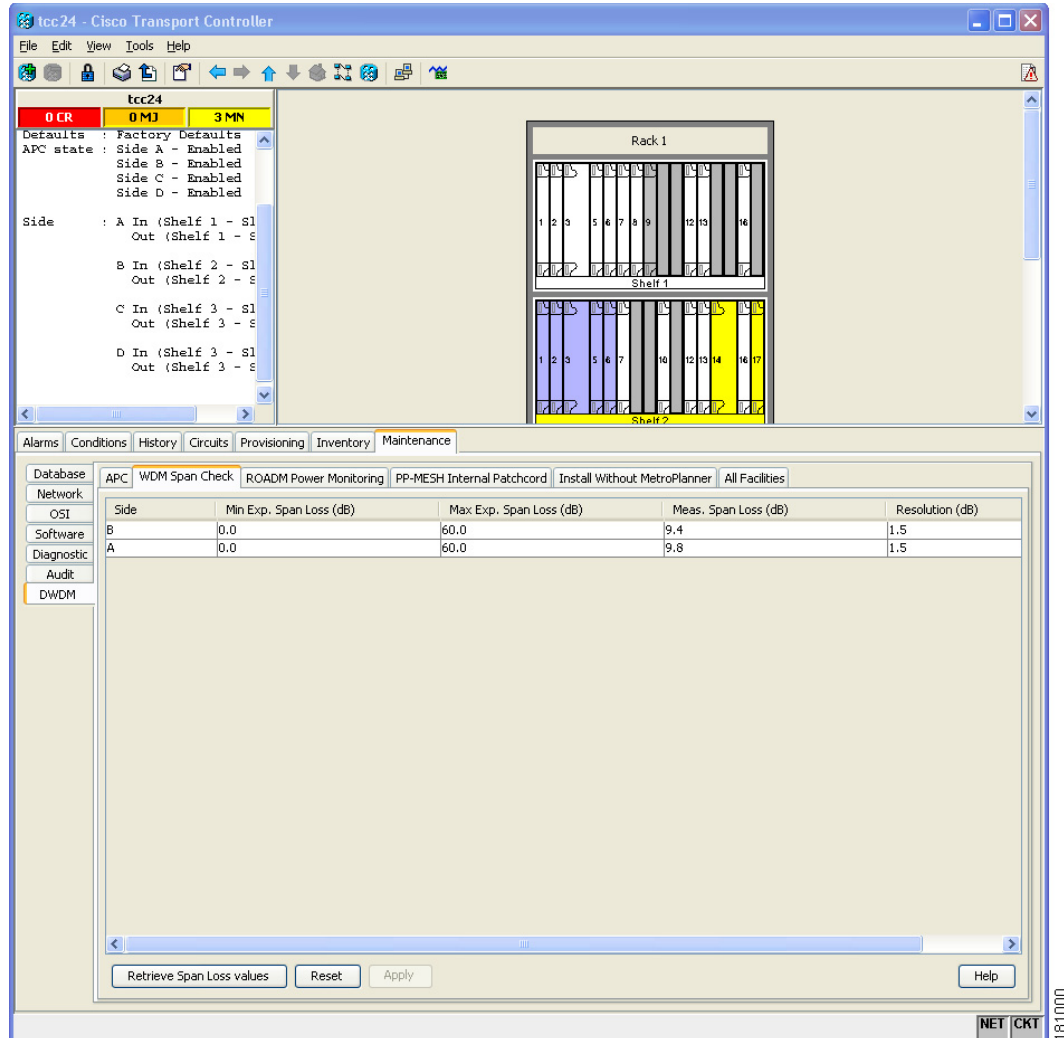 tcc24 - Cisco Transport Controller
File Edit View Tools Help
tcc24
0 CR 0 MJ 3 MN
Defaults : Factory Defaults
APC state : Side A - Enabled
Side B - Enabled
Side C - Enabled
Side D - Enabled
Side : A In (Shelf 1 - Sl
Out (Shelf 1 - S
B In (Shelf 2 - Sl
Out (Shelf 2 - S
C In (Shelf 3 - Sl
Out (Shelf 3 - S
D In (Shelf 3 - Sl
Out (Shelf 3 - S
Rack 1
1 2 3 5 6 7 8 9 12 13 16
Shelf 1
1 2 3 5 6 7 10 12 13 14 16 17
Shelf 2
Alarms Conditions History Circuits Provisioning Inventory Maintenance
Database
Network
OSI
Software
Diagnostic
Audit
DWDM
APC WDM Span Check ROADM Power Monitoring PP-MESH Internal Patchcord Install Without MetroPlanner All Facilities
Side Min Exp. Span Loss (dB) Max Exp. Span Loss (dB) Meas. Span Loss (dB) Resolution (dB)
B 0.0 60.0 9.4 1.5
A 0.0 60.0 9.8 1.5
Retrieve Span Loss values Reset Apply Help
NET CKT
181000